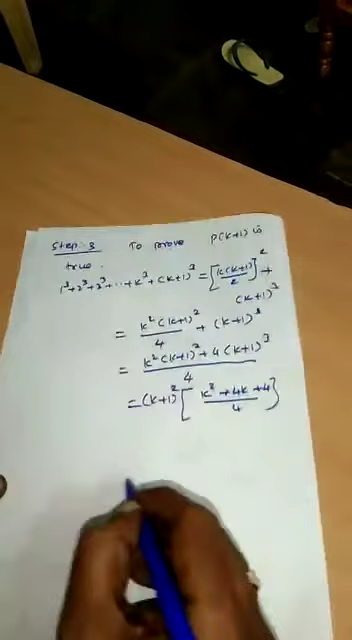 Step-3 To prove P(k+1) is
true.
1³+2³+3³+...+k³+(k+1)³ = [k(k+1)/2]² +
(k+1)³
= k²(k+1)²/4 + (k+1)³
= k²(k+1)²+4(k+1)³/4
= (k+1)² [k²+4k+4/4]